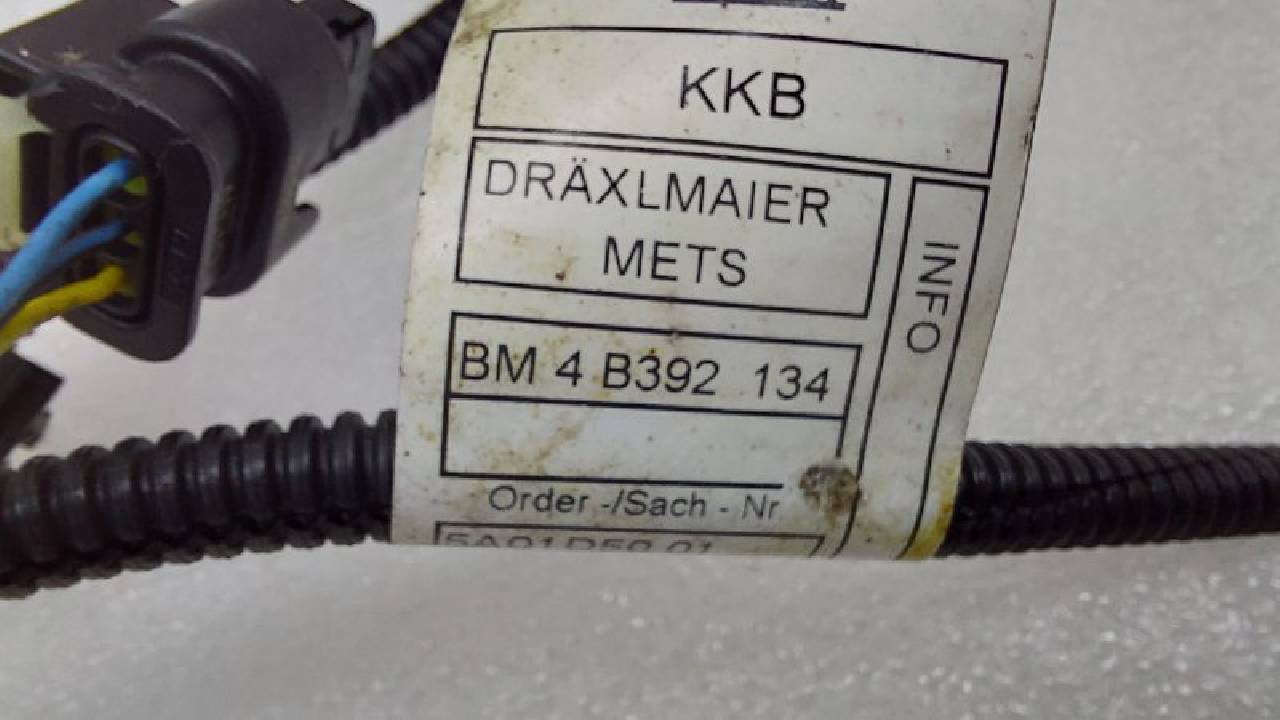 KKB
DRÄXLMAIER
METS
INFO
BM 4 B392 134
Order -/Sach - Nr